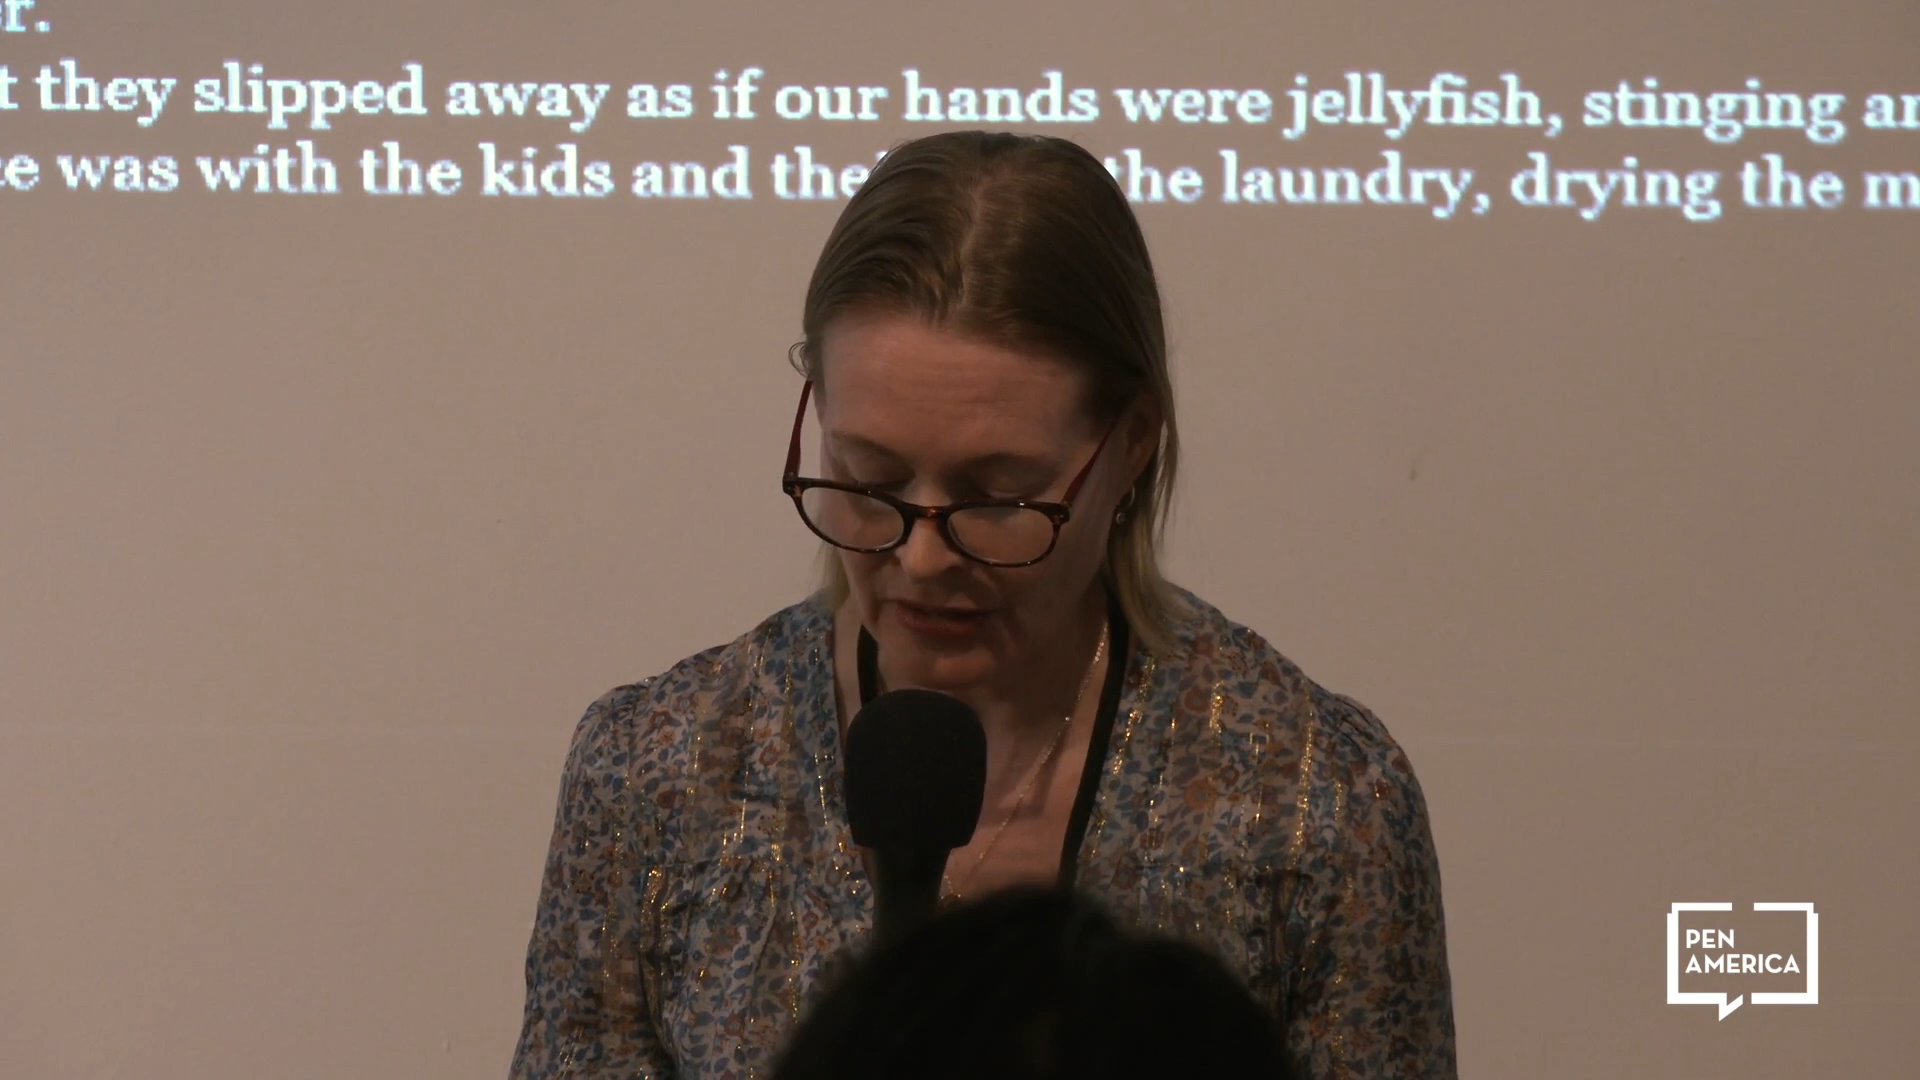 er.
they slipped away as if our hands were jellyfish, stinging
was with the kids and the laundry, drying the
PEN
AMERICA